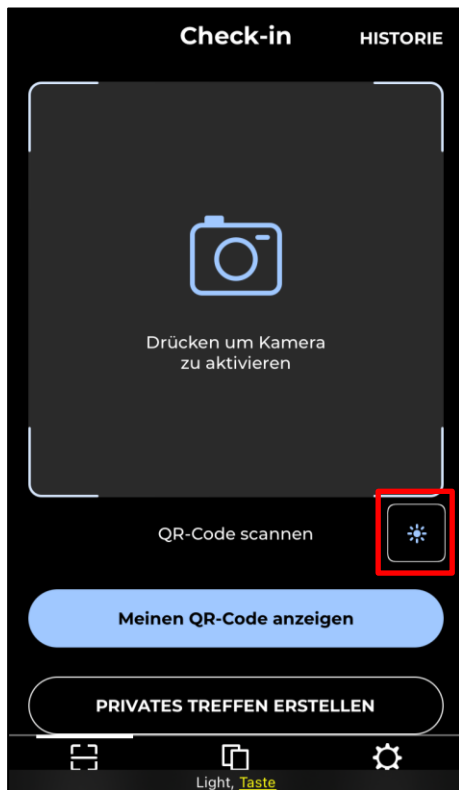 Check-in
HISTORIE
Drücken um Kamera
zu aktivieren
QR-Code scannen
Meinen QR-Code anzeigen
PRIVATES TREFFEN ERSTELLEN
Light, Taste